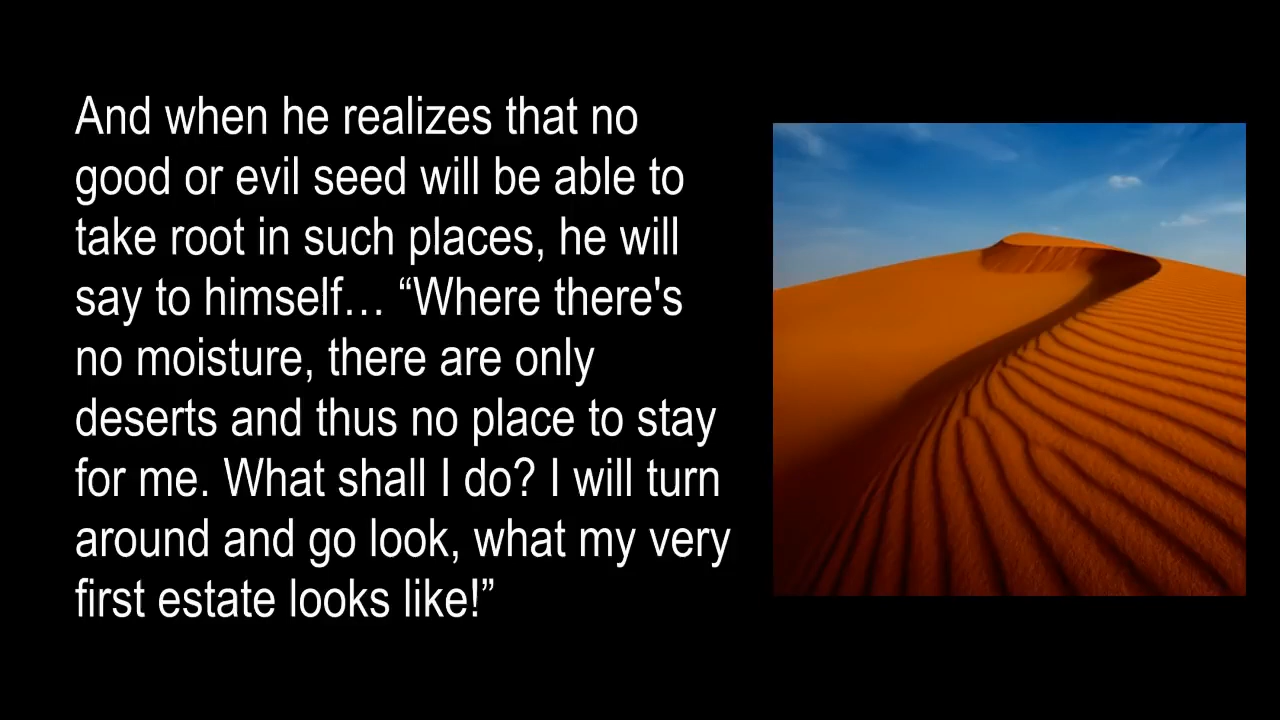 And when he realizes that no
good or evil seed will be able to
take root in such places, he will
say to himself… “Where there's
no moisture, there are only
deserts and thus no place to stay
for me. What shall I do? I will turn
around and go look, what my very
first estate looks like!”